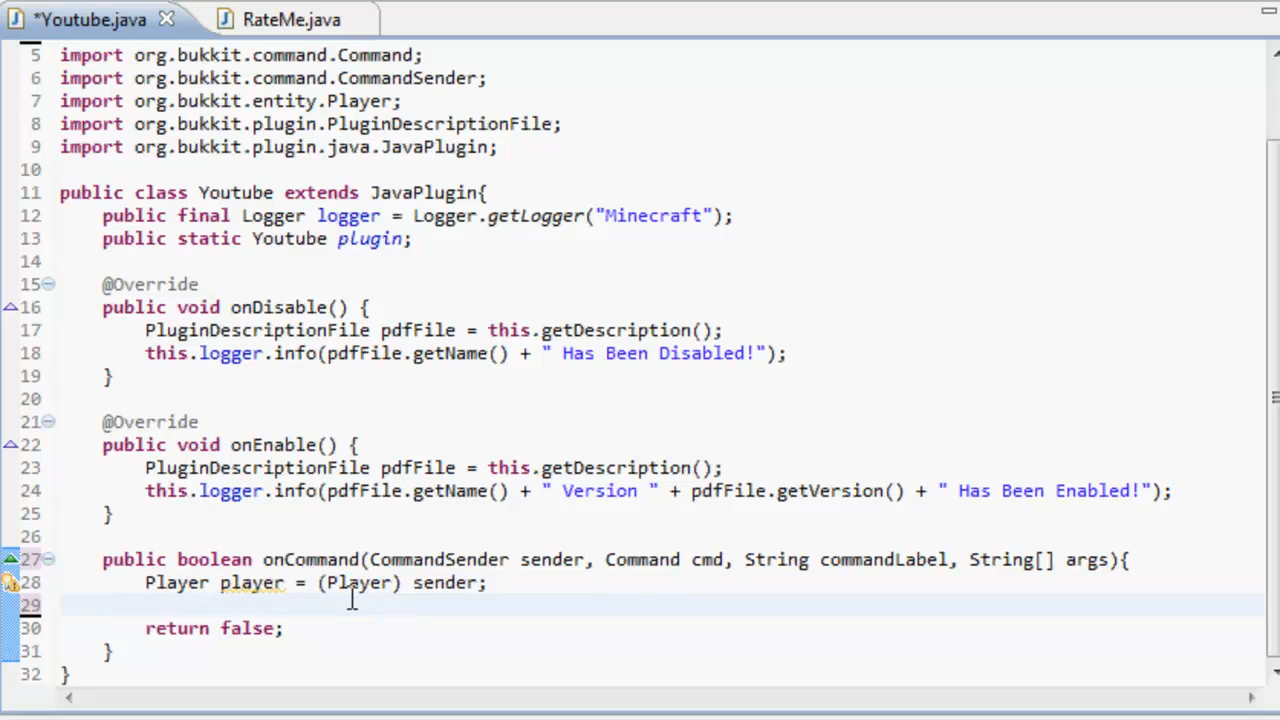 *Youtube.java RateMe.java
5 import org.bukkit.command.Command;
6 import org.bukkit.command.CommandSender;
7 import org.bukkit.entity.Player;
8 import org.bukkit.plugin.PluginDescriptionFile;
9 import org.bukkit.plugin.java.JavaPlugin;
10
11 public class Youtube extends JavaPlugin{
12 public final Logger logger = Logger.getLogger("Minecraft");
13 public static Youtube plugin;
14
15 @Override
16 public void onDisable() {
17 PluginDescriptionFile pdfFile = this.getDescription();
18 this.logger.info(pdfFile.getName() + " Has Been Disabled!");
19 }
20
21 @Override
22 public void onEnable() {
23 PluginDescriptionFile pdfFile = this.getDescription();
24 this.logger.info(pdfFile.getName() + " Version " + pdfFile.getVersion() + " Has Been Enabled!");
25 }
26
27 public boolean onCommand(CommandSender sender, Command cmd, String commandLabel, String[] args){
28 Player player = (Player) sender;
29
30 return false;
31 }
32 }